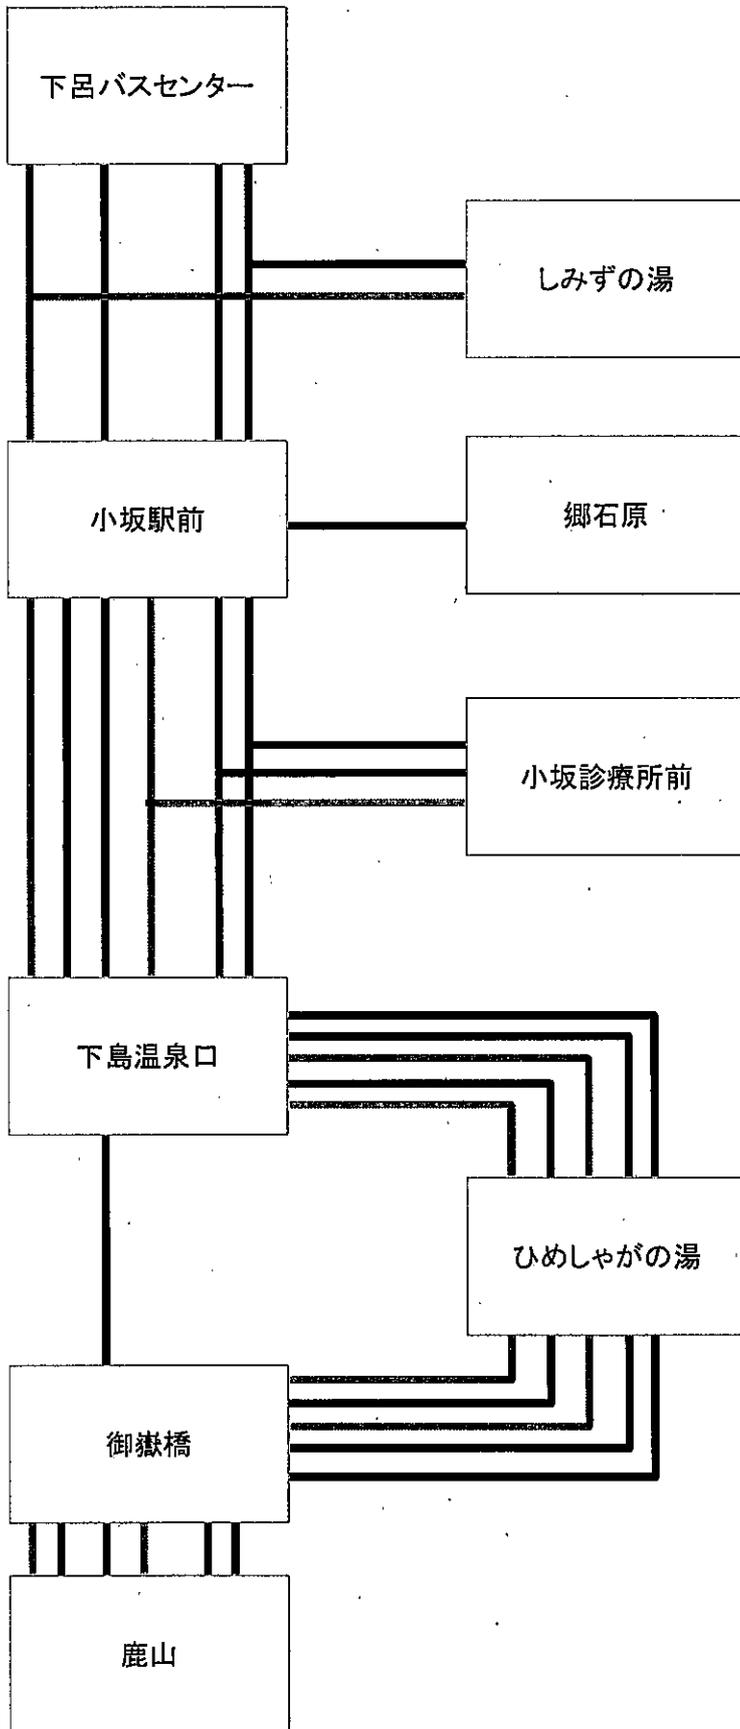 下呂バスセンター
しみずの湯
小坂駅前
郷石原
小坂診療所前
下島温泉口
ひめしゃがの湯
御嶽橋
鹿山